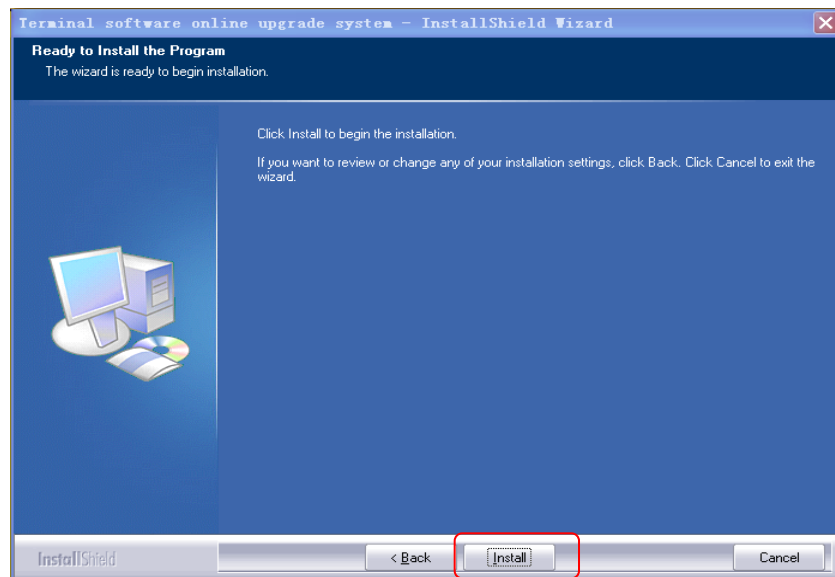 Terminal software online upgrade system - InstallShield Wizard
Ready to Install the Program
The wizard is ready to begin installation.
Click Install to begin the installation.
If you want to review or change any of your installation settings, click Back. Click Cancel to exit the
wizard.
InstallShield
< Back
Install
Cancel